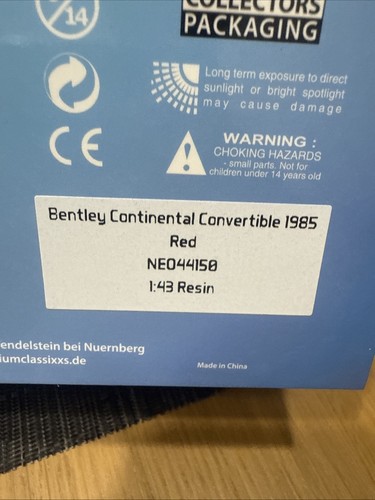 14
COLLECTORS
PACKAGING
Long term exposure to direct
sunlight or bright spotlight
may cause damage
CE
WARNING :
CHOKING HAZARDS
- small parts. Not for
children under 14 years old
Bentley Continental Convertible 1985
Red
NEO44150
1:43 Resin
endelstein bei Nuernberg
iumclassixxs.de
Made in China